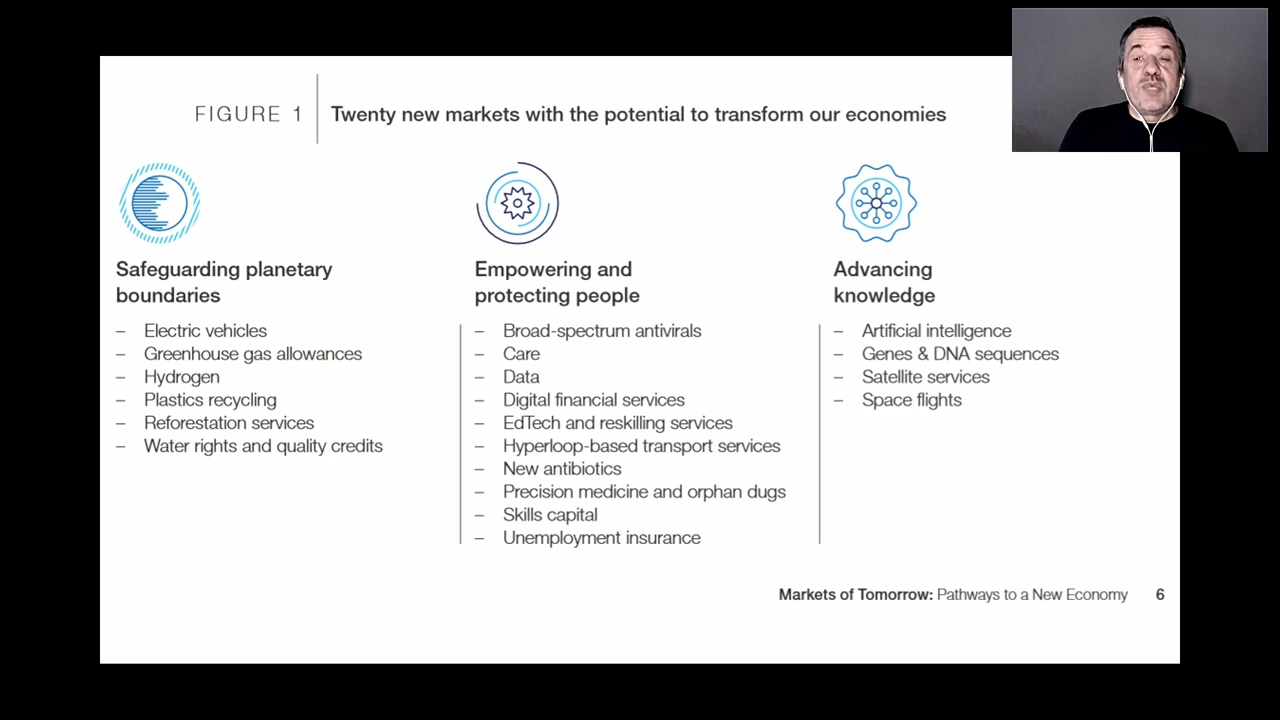 FIGURE 1
Twenty new markets with the potential to transform our economies
Safeguarding planetary
boundaries
– Electric vehicles
– Greenhouse gas allowances
– Hydrogen
– Plastics recycling
– Reforestation services
– Water rights and quality credits
Empowering and
protecting people
– Broad-spectrum antivirals
– Care
– Data
– Digital financial services
– EdTech and reskilling services
– Hyperloop-based transport services
– New antibiotics
– Precision medicine and orphan dugs
– Skills capital
– Unemployment insurance
Advancing
knowledge
– Artificial intelligence
– Genes & DNA sequences
– Satellite services
– Space flights
Markets of Tomorrow: Pathways to a New Economy 6